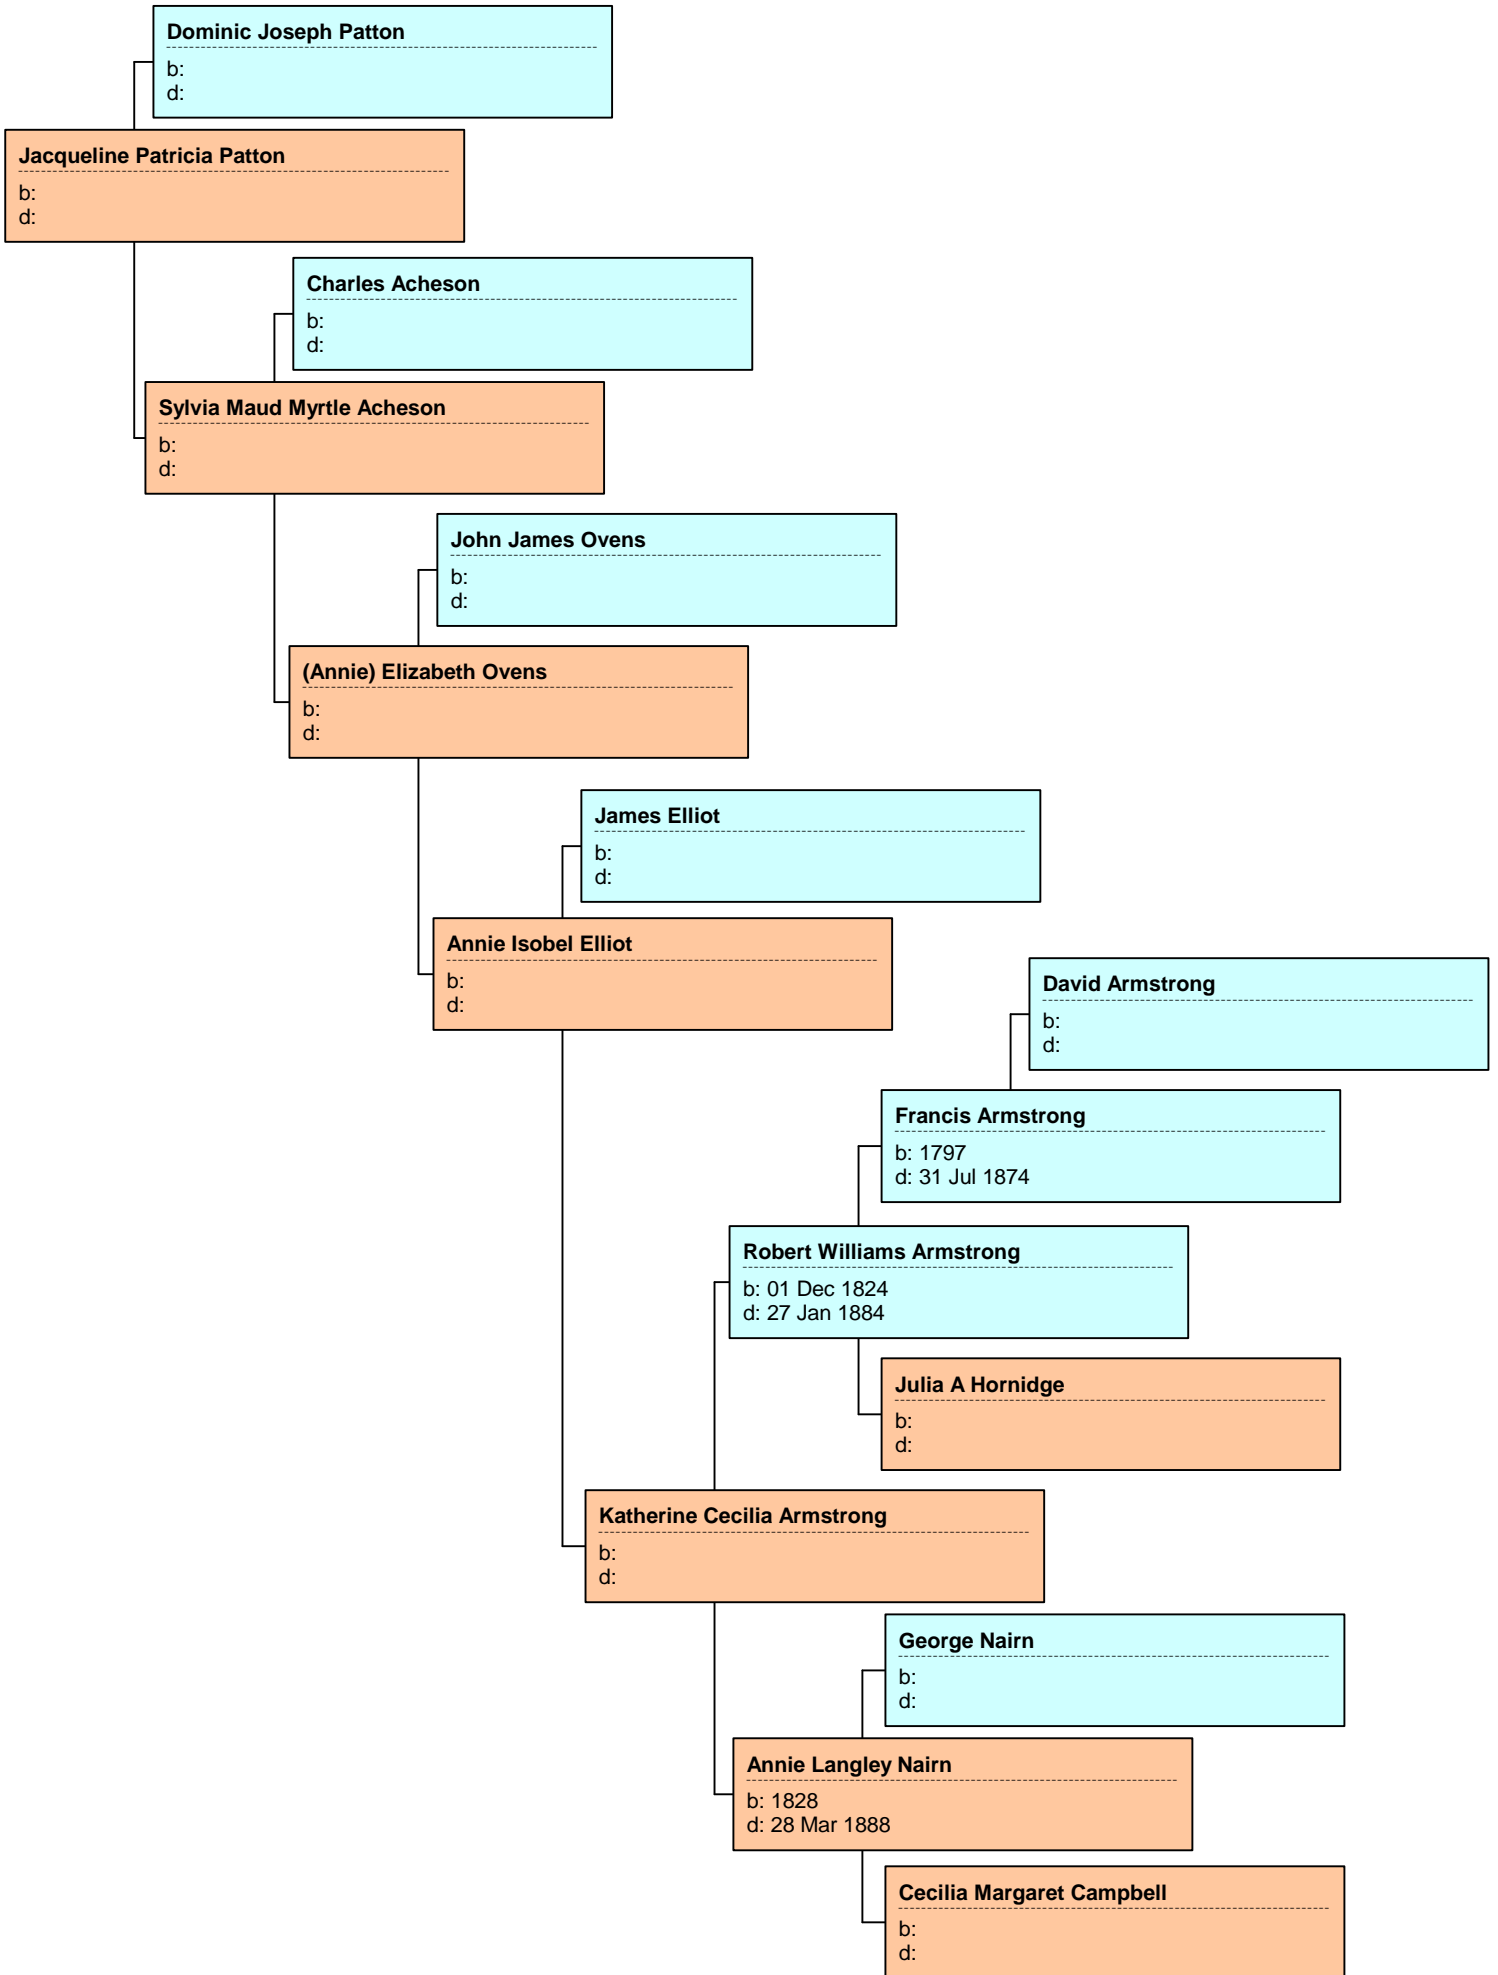 Dominic Joseph Patton
b:
d:
Jacqueline Patricia Patton
b:
d:
Charles Acheson
b:
d:
Sylvia Maud Myrtle Acheson
b:
d:
John James Ovens
b:
d:
(Annie) Elizabeth Ovens
b:
d:
James Elliot
b:
d:
Annie Isobel Elliot
b:
d:
David Armstrong
b:
d:
Francis Armstrong
b: 1797
d: 31 Jul 1874
Robert Williams Armstrong
b: 01 Dec 1824
d: 27 Jan 1884
Julia A Hornidge
b:
d:
Katherine Cecilia Armstrong
b:
d:
George Nairn
b:
d:
Annie Langley Nairn
b: 1828
d: 28 Mar 1888
Cecilia Margaret Campbell
b:
d: